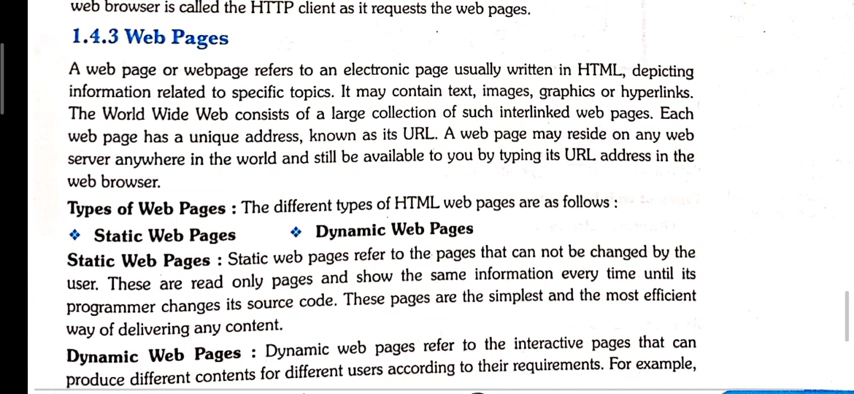 web browser is called the HTTP client as it requests the web pages.
1.4.3 Web Pages
A web page or webpage refers to an electronic page usually written in HTML, depicting
information related to specific topics. It may contain text, images, graphics or hyperlinks.
The World Wide Web consists of a large collection of such interlinked web pages. Each
web page has a unique address, known as its URL. A web page may reside on any web
server anywhere in the world and still be available to you by typing its URL address in the
web browser.
Types of Web Pages : The different types of HTML web pages are as follows :
❖ Static Web Pages ❖ Dynamic Web Pages
Static Web Pages : Static web pages refer to the pages that can not be changed by the
user. These are read only pages and show the same information every time until its
programmer changes its source code. These pages are the simplest and the most efficient
way of delivering any content.
Dynamic Web Pages : Dynamic web pages refer to the interactive pages that can
produce different contents for different users according to their requirements. For example,